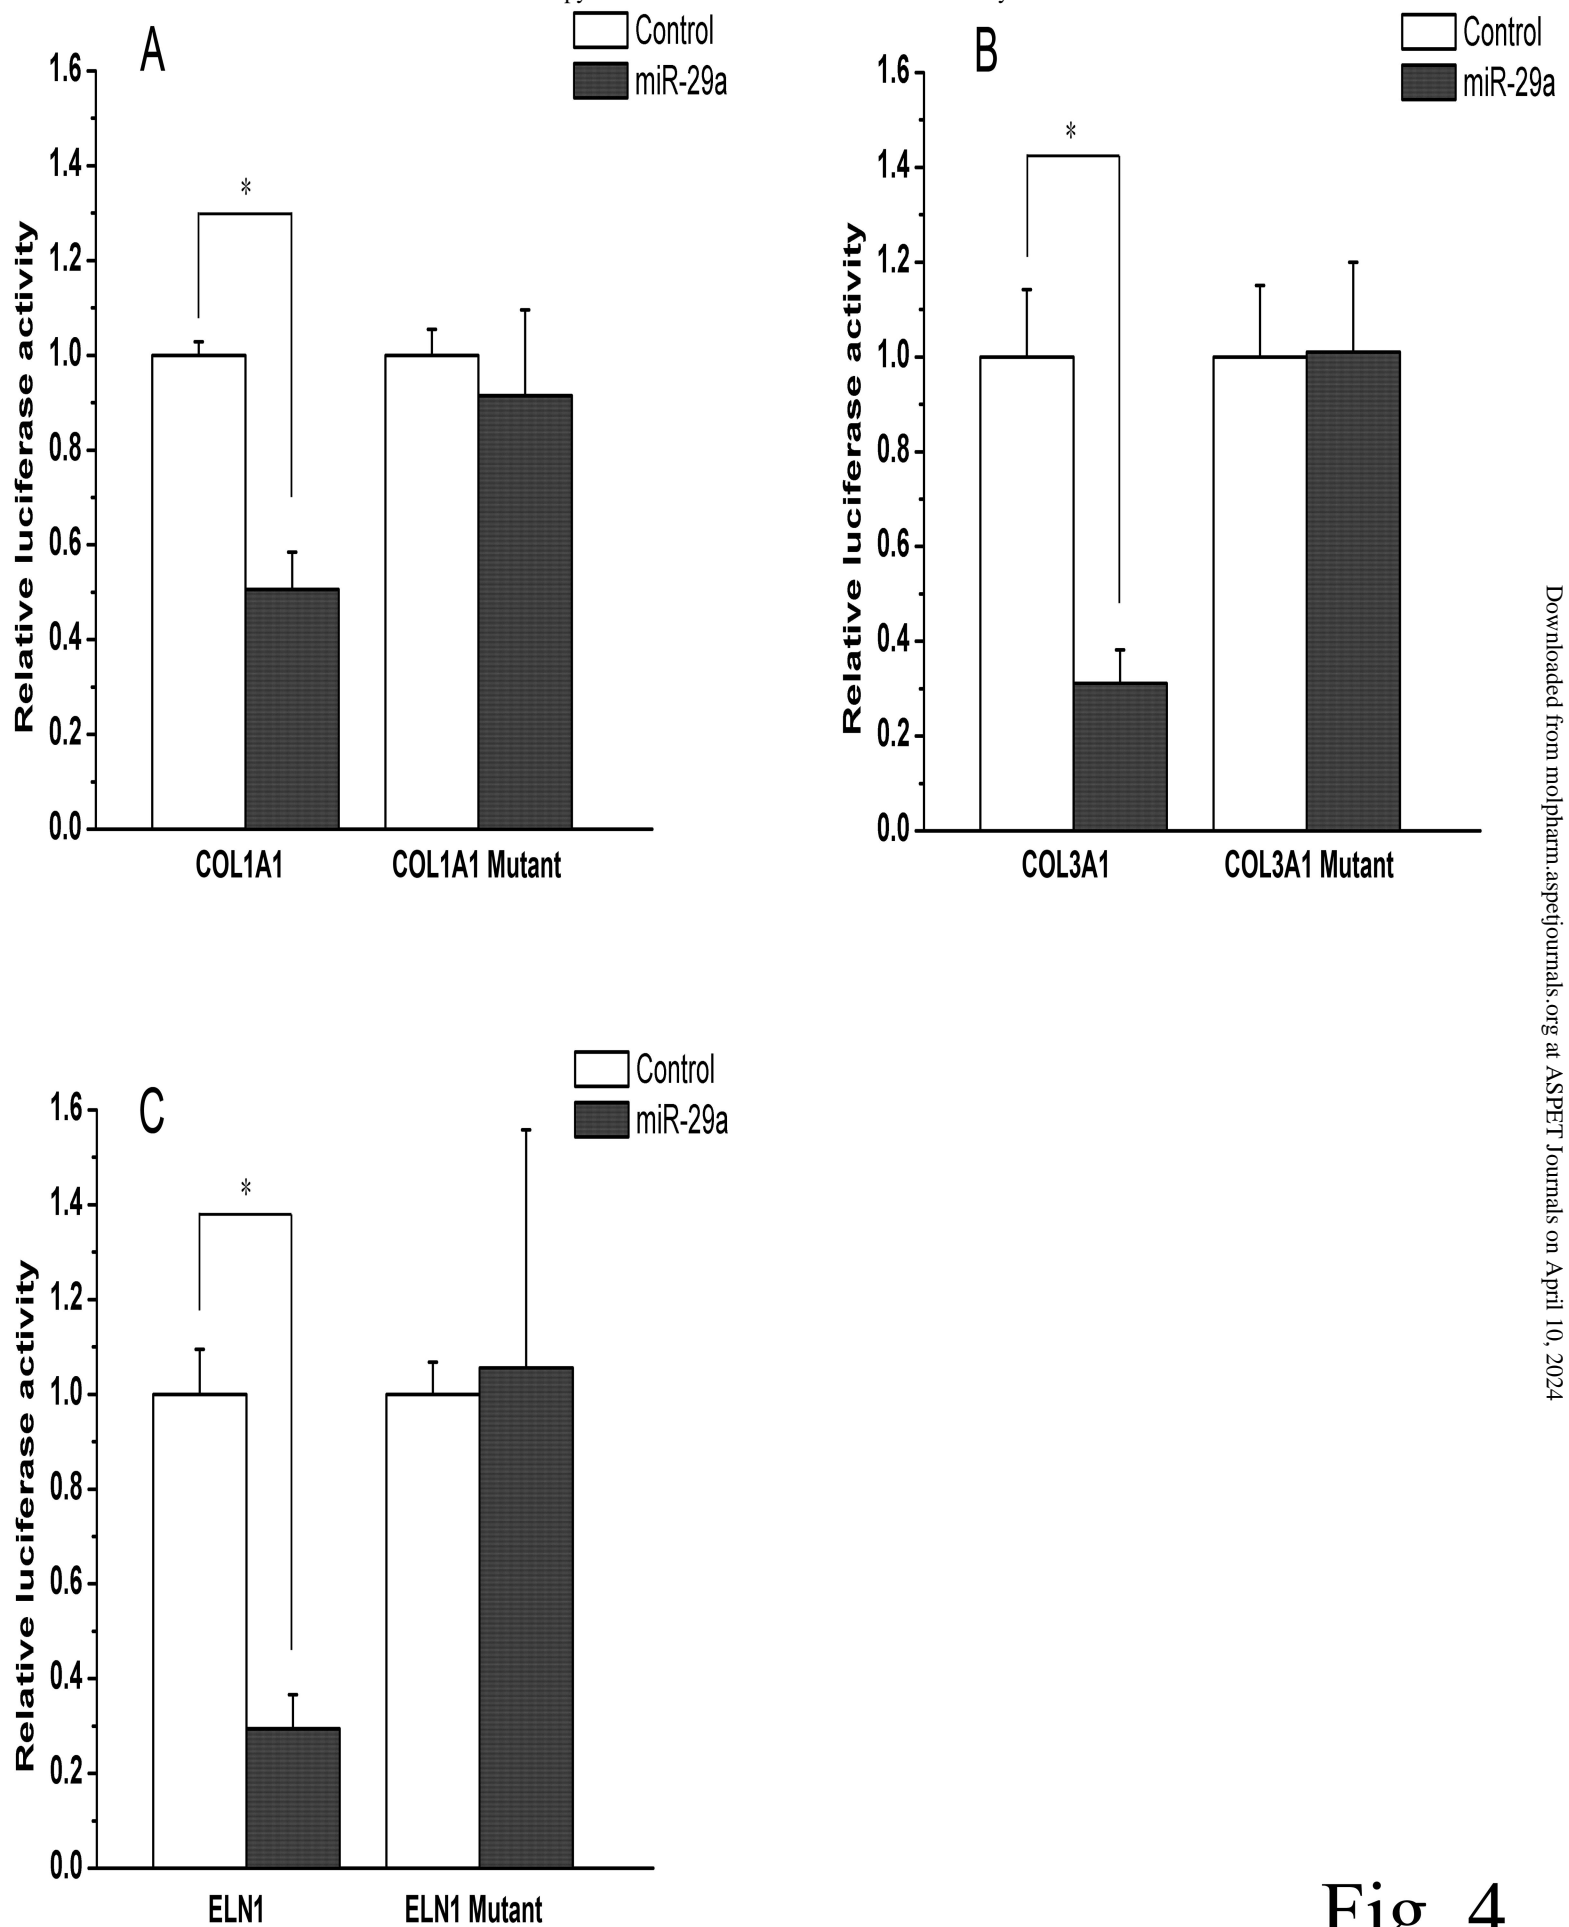 A
Control
miR-29a
*
1.6
1.4
1.2
1.0
0.8
0.6
0.4
0.2
0.0
Relative luciferase activity
COL1A1
COL1A1 Mutant
B
Control
miR-29a
*
1.6
1.4
1.2
1.0
0.8
0.6
0.4
0.2
0.0
Relative luciferase activity
COL3A1
COL3A1 Mutant
C
Control
miR-29a
*
1.6
1.4
1.2
1.0
0.8
0.6
0.4
0.2
0.0
Relative luciferase activity
ELN1
ELN1 Mutant
Downloaded from molpharm.aspetjournals.org at ASPET Journals on April 10, 2024
Fig. 4